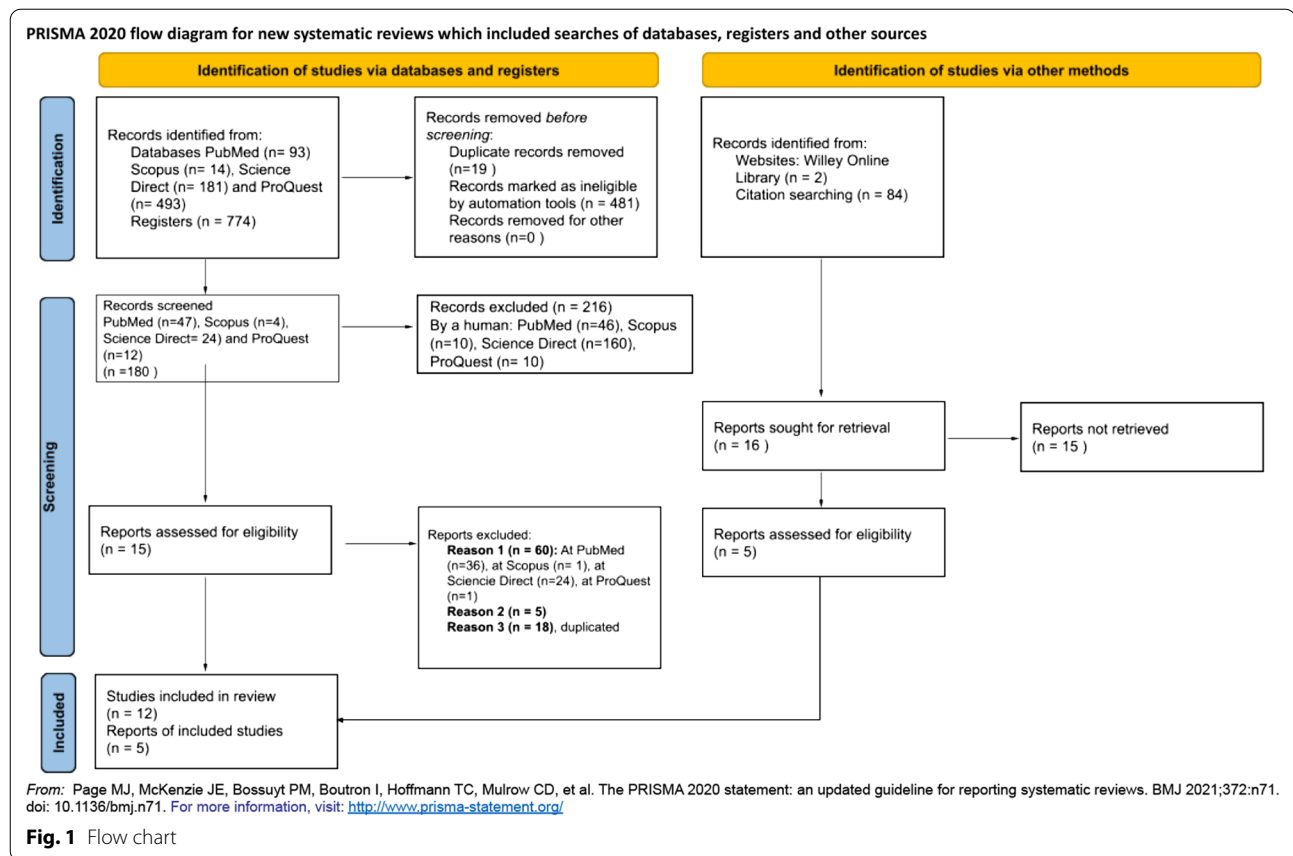 PRISMA 2020 flow diagram for new systematic reviews which included searches of databases, registers and other sources
Identification of studies via databases and registers
Identification of studies via other methods
Identification
Records identified from:
Databases PubMed (n= 93)
Scopus (n= 14), Science
Direct (n= 181) and ProQuest
(n= 493)
Registers (n = 774)
Records removed before
screening:
Duplicate records removed
(n=19 )
Records marked as ineligible
by automation tools (n = 481)
Records removed for other
reasons (n=0 )
Records identified from:
Websites: Willey Online
Library (n = 2)
Citation searching (n = 84)
Screening
Records screened
PubMed (n=47), Scopus (n=4),
Science Direct= 24) and ProQuest
(n=12)
(n =180 )
Records excluded (n = 216)
By a human: PubMed (n=46), Scopus
(n=10), Science Direct (n=160),
ProQuest (n= 10)
Reports sought for retrieval
(n = 16 )
Reports not retrieved
(n = 15 )
Reports assessed for eligibility
(n = 15)
Reports excluded:
Reason 1 (n = 60): At PubMed
(n=36), at Scopus (n= 1), at
Sciencie Direct (n=24), at ProQuest
(n=1)
Reason 2 (n = 5)
Reason 3 (n = 18), duplicated
Reports assessed for eligibility
(n = 5)
Included
Studies included in review
(n = 12)
Reports of included studies
(n = 5)
From: Page MJ, McKenzie JE, Bossuyt PM, Boutron I, Hoffmann TC, Mulrow CD, et al. The PRISMA 2020 statement: an updated guideline for reporting systematic reviews. BMJ 2021;372:n71.
doi: 10.1136/bmj.n71. For more information, visit: http://www.prisma-statement.org/
Fig. 1 Flow chart